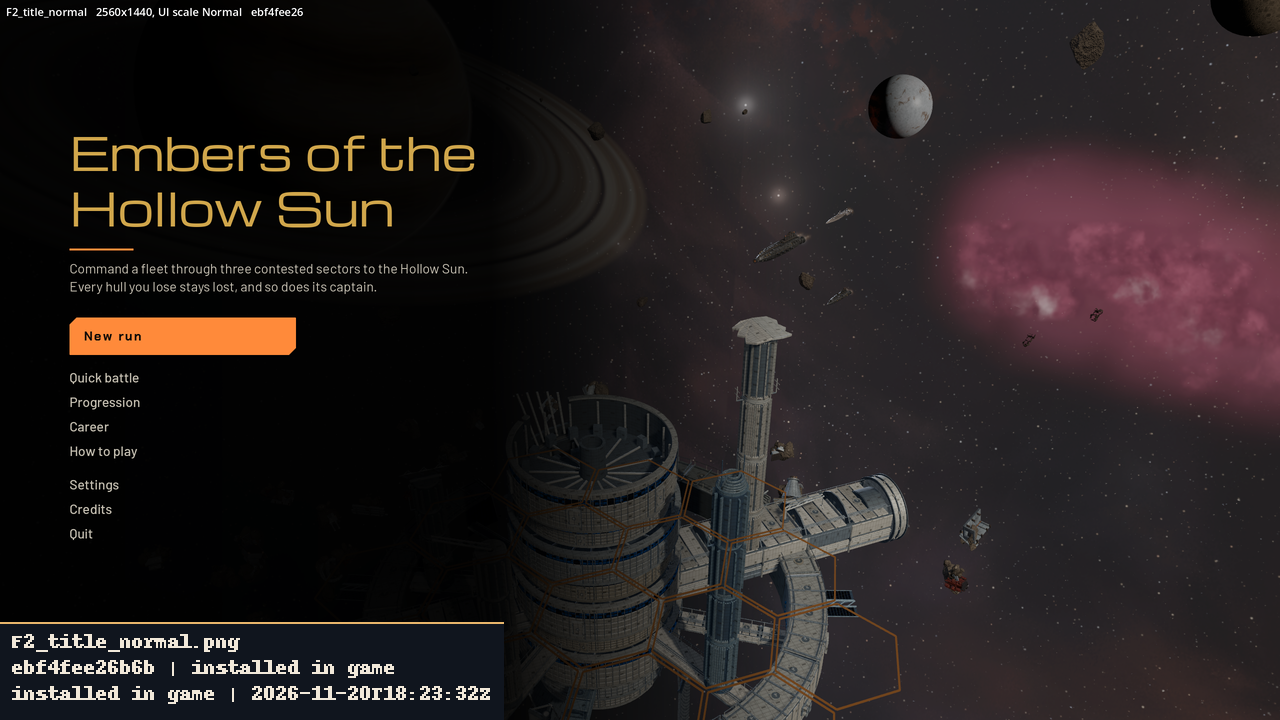 F2_title_normal 2560x1440, UI scale Normal ebf4fee26
Embers of the
Hollow Sun
Command a fleet through three contested sectors to the Hollow Sun.
Every hull you lose stays lost, and so does its captain.
New run
Quick battle
Progression
Career
How to play
Settings
Credits
Quit
F2_title_normal.png
ebf4fee26b6b | installed in game
installed in game | 2026-11-20T18:23:32Z